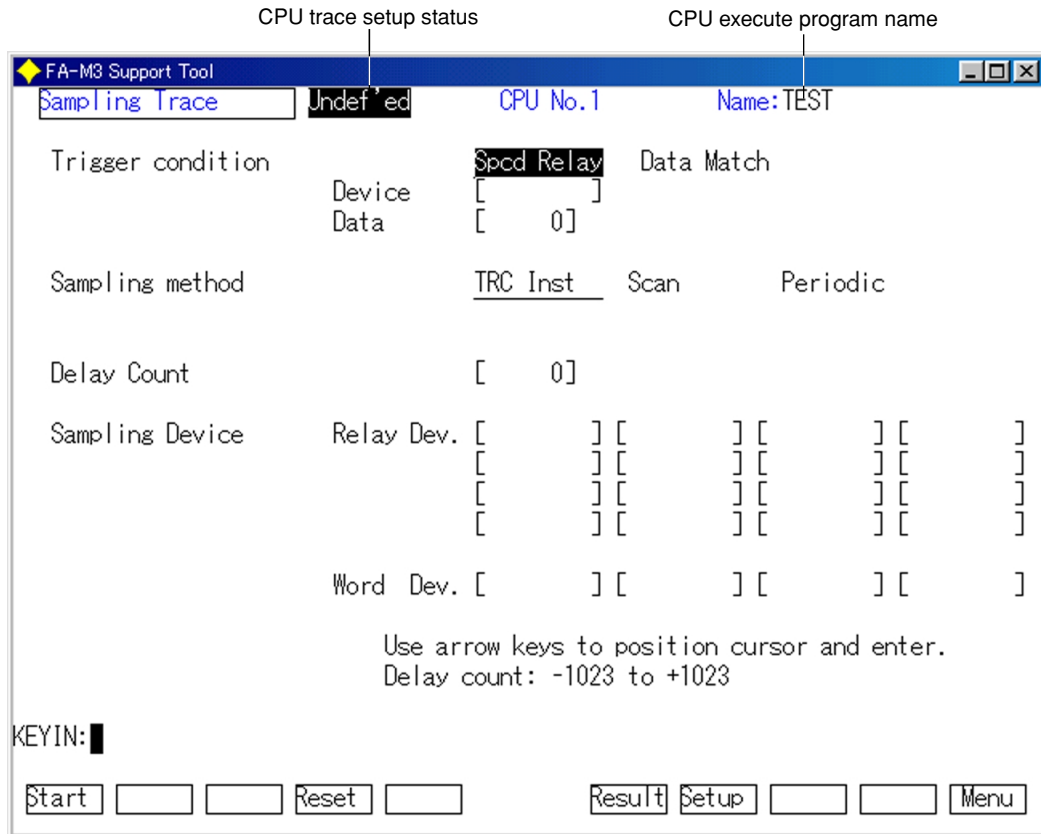 CPU trace setup status CPU execute program name
FA-M3 Support Tool
Sampling Trace Undef'ed CPU No.1 Name:TEST
Trigger condition Spcd Relay Data Match
Device [ ]
Data [ 0]
Sampling method TRC Inst Scan Periodic
Delay Count [ 0]
Sampling Device Relay Dev. [ ] [ ] [ ] [ ]
[ ] [ ] [ ] [ ]
[ ] [ ] [ ] [ ]
[ ] [ ] [ ] [ ]
Word Dev. [ ] [ ] [ ] [ ]
Use arrow keys to position cursor and enter.
Delay count: -1023 to +1023
KEYIN:
Start Reset Result Setup Menu